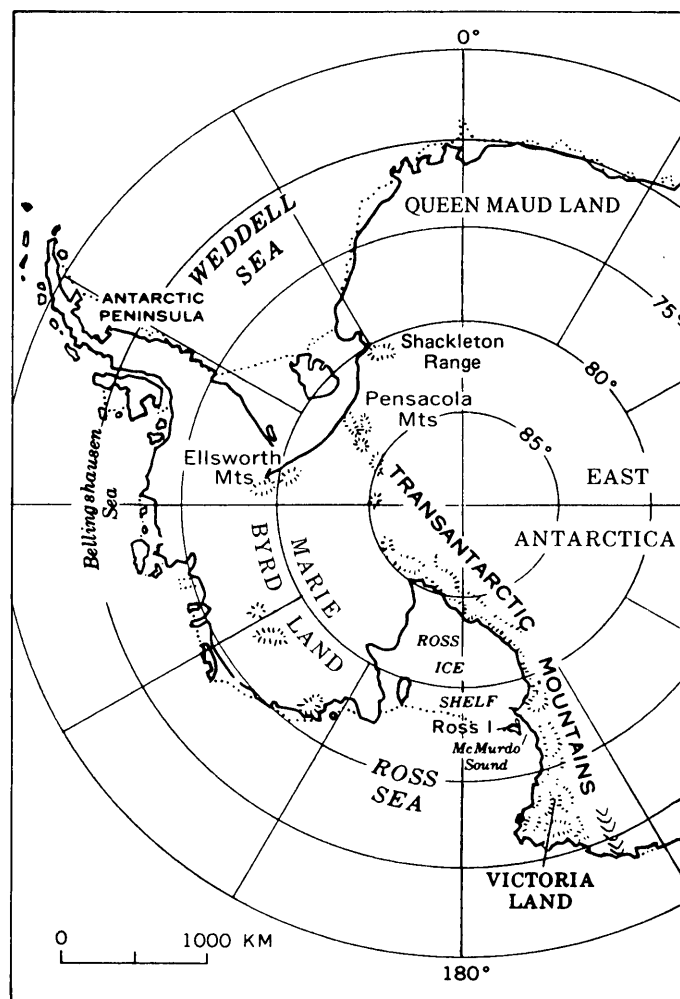 0°
QUEEN MAUD LAND
WEDDELL
SEA
75°
ANTARCTIC
PENINSULA
Shackleton
Range
80°
Pensacola
Mts
85°
Ellsworth
Mts
EAST
ANTARCTICA
Bellingshausen
Sea
TRANSANTARCTIC
MOUNTAINS
MARIE
BYRD
LAND
ROSS
ICE
SHELF
Ross I
McMurdo
Sound
ROSS
SEA
VICTORIA
LAND
0 1000 KM
180°